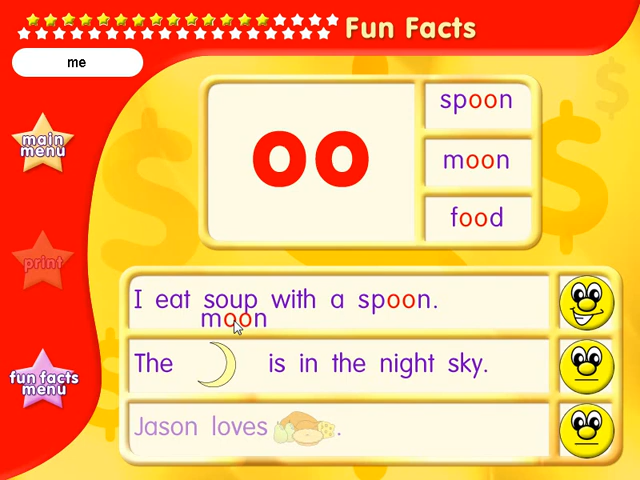 Fun Facts
me
main
menu
print
fun facts
menu
oo
spoon
moon
food
I eat soup with a spoon.
moon
The is in the night sky.
Jason loves .